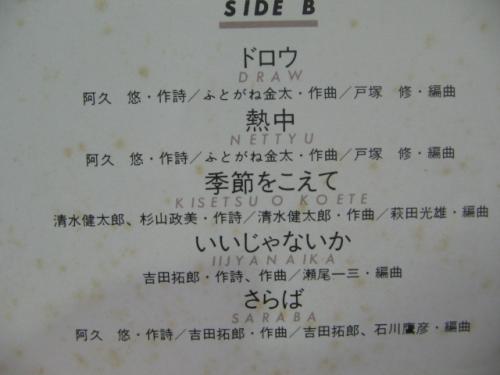 SIDE B
ドロウ
DRAW
阿久 悠・作詩／ふとがね金太・作曲／戸塚 修・編曲
熱中
NETTYU
阿久 悠・作詩／ふとがね金太・作曲／戸塚 修・編曲
季節をこえて
KISETSU O KOETE
清水健太郎、杉山政美・作詩／清水健太郎・作曲／萩田光雄・編曲
いいじゃないか
IIJYANAIKA
吉田拓郎・作詩、作曲／瀬尾一三・編曲
さらば
SARABA
阿久 悠・作詩／吉田拓郎・作曲／吉田拓郎、石川鷹彦・編曲